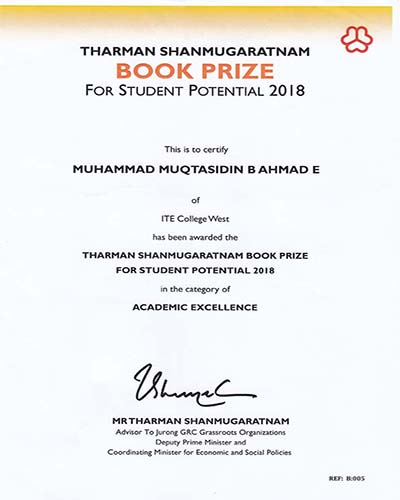 THARMAN SHANMUGARATNAM
BOOK PRIZE
FOR STUDENT POTENTIAL 2018
This is to certify
MUHAMMAD MUQTASIDIN B AHMAD E
of
ITE College West
has been awarded the
THARMAN SHANMUGARATNAM BOOK PRIZE
FOR STUDENT POTENTIAL 2018
in the category of
ACADEMIC EXCELLENCE
MR THARMAN SHANMUGARATNAM
Advisor To Jurong GRC Grassroots Organizations
Deputy Prime Minister and
Coordinating Minister for Economic and Social Policies
REF: B:005